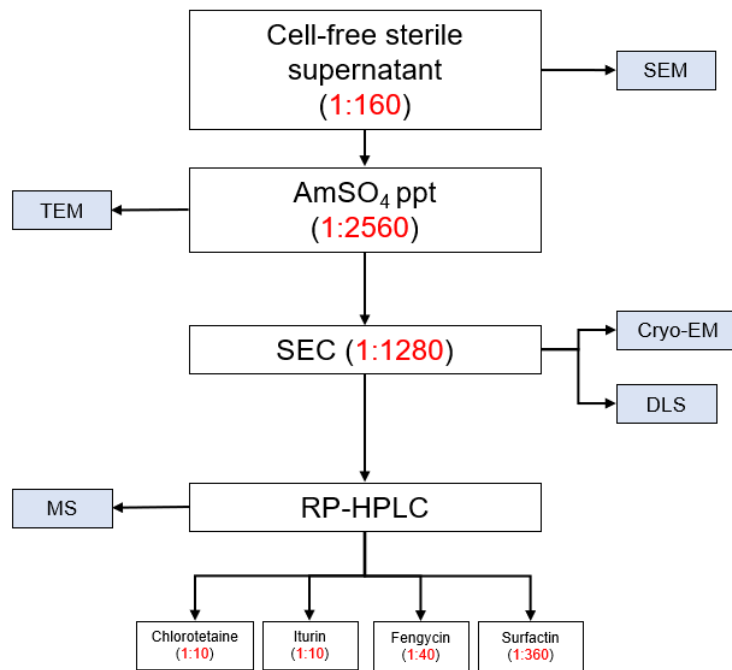 Cell-free sterile
supernatant
(1:160)
SEM
AmSO₄ ppt
(1:2560)
TEM
SEC (1:1280)
Cryo-EM
DLS
RP-HPLC
MS
Chlorotetaine
(1:10)
Iturin
(1:10)
Fengycin
(1:40)
Surfactin
(1:360)